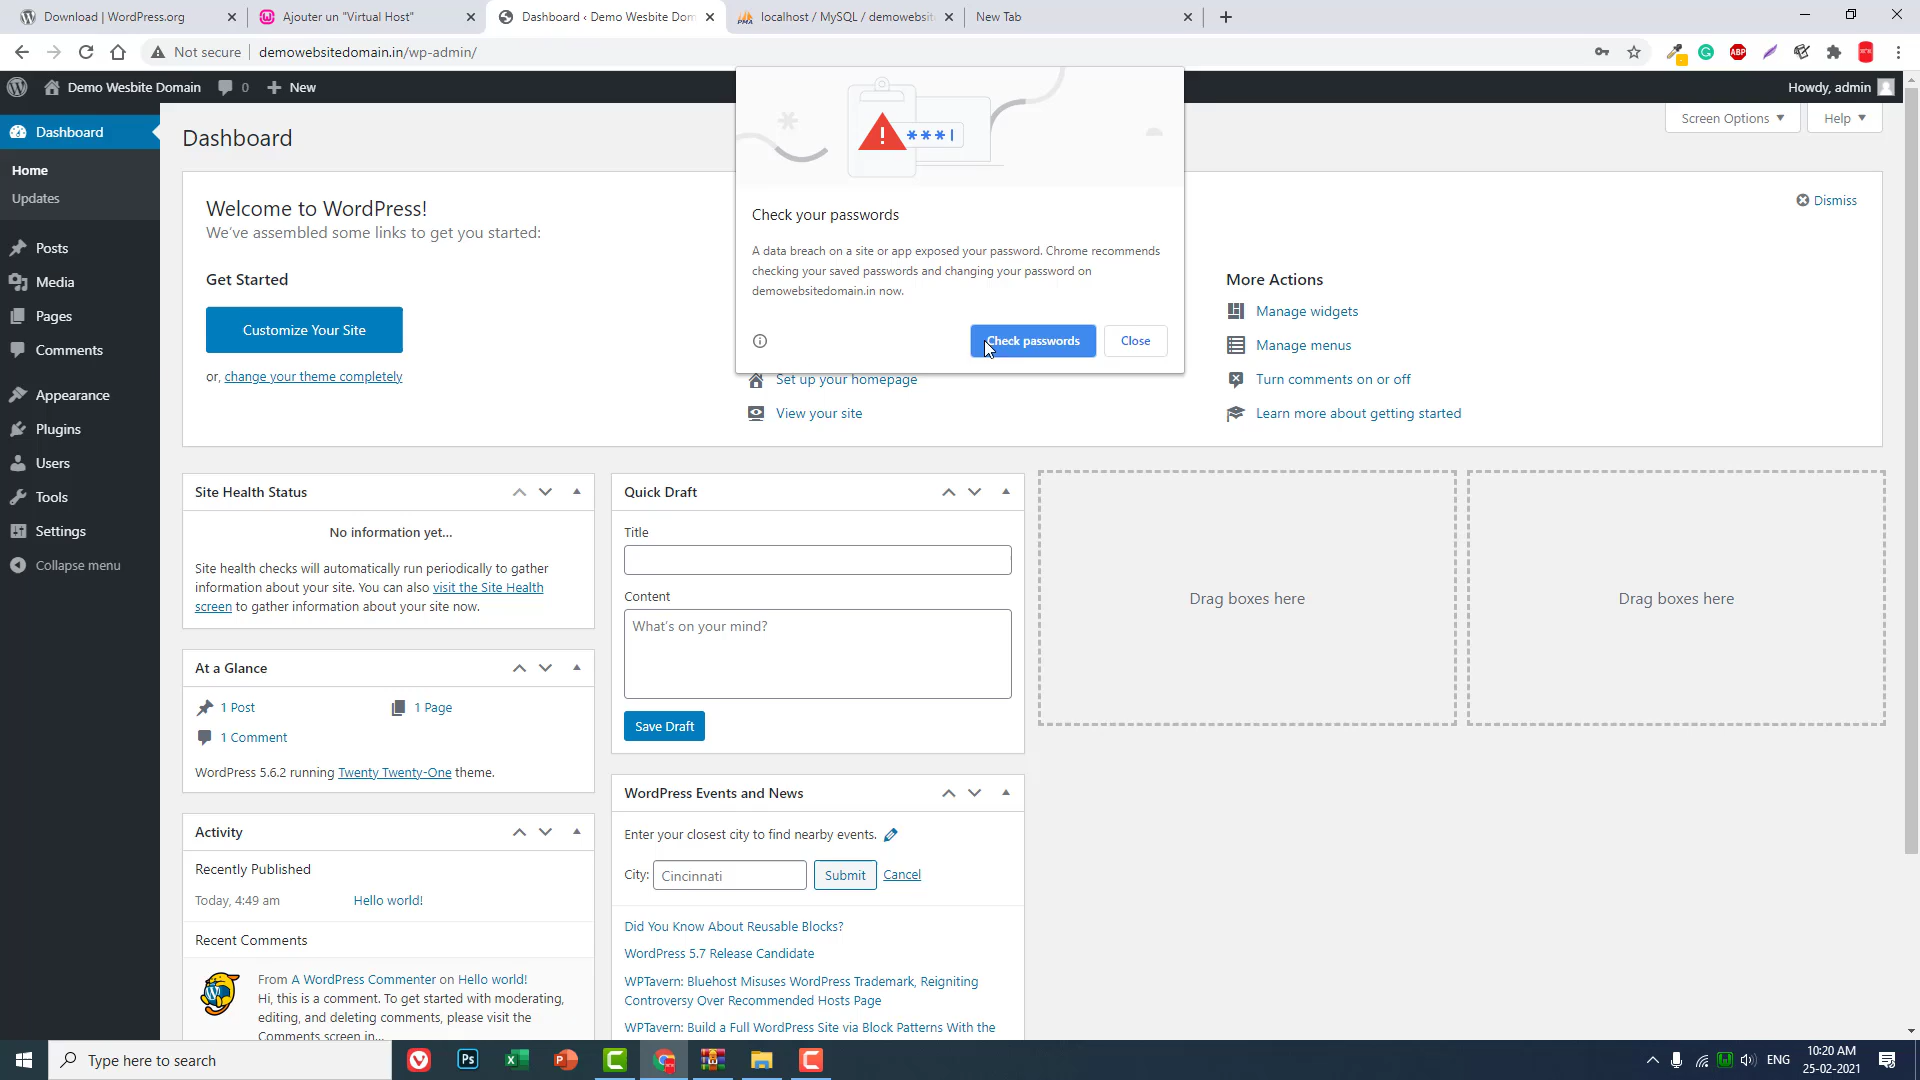 Download | WordPress.org
Ajouter un "Virtual Host"
Dashboard ‹ Demo Wesbite Dom
localhost / MySQL / demowebsit
New Tab
Not secure
demowebsitedomain.in/wp-admin/
ABP
Demo Wesbite Domain
0
New
Howdy, admin
Dashboard
Home
Updates
Posts
Media
Pages
Comments
Appearance
Plugins
Users
Tools
Settings
Collapse menu
Dashboard
Screen Options
Help
Welcome to WordPress!
We've assembled some links to get you started:
Dismiss
Get Started
Customize Your Site
or, change your theme completely
***|
Check your passwords
A data breach on a site or app exposed your password. Chrome recommends
checking your saved passwords and changing your password on
demowebsitedomain.in now.
Check passwords
Close
Set up your homepage
View your site
More Actions
Manage widgets
Manage menus
Turn comments on or off
Learn more about getting started
Site Health Status
No information yet...
Site health checks will automatically run periodically to gather
information about your site. You can also visit the Site Health
screen to gather information about your site now.
At a Glance
1 Post
1 Page
1 Comment
WordPress 5.6.2 running Twenty Twenty-One theme.
Activity
Recently Published
Today, 4:49 am
Hello world!
Recent Comments
From A WordPress Commenter on Hello world!
Hi, this is a comment. To get started with moderating,
editing, and deleting comments, please visit the
Comments screen in...
Quick Draft
Title
Content
What's on your mind?
Save Draft
WordPress Events and News
Enter your closest city to find nearby events.
City:
Cincinnati
Submit
Cancel
Did You Know About Reusable Blocks?
WordPress 5.7 Release Candidate
WPTavern: Bluehost Misuses WordPress Trademark, Reigniting
Controversy Over Recommended Hosts Page
WPTavern: Build a Full WordPress Site via Block Patterns With the
Drag boxes here
Drag boxes here
Type here to search
Ps
ENG
10:20 AM
25-02-2021